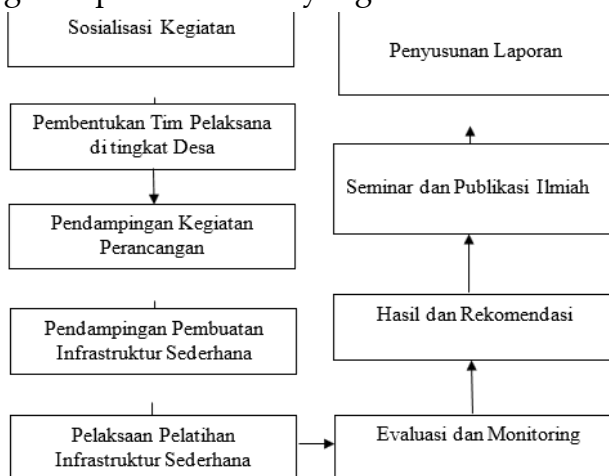 Sosialisasi Kegiatan
Pembentukan Tim Pelaksana
di tingkat Desa
Pendampingan Kegiatan
Perancangan
Pendampingan Pembuatan
Infrastruktur Sederhana
Pelaksaan Pelatihan
Infrastruktur Sederhana
Evaluasi dan Monitoring
Hasil dan Rekomendasi
Seminar dan Publikasi Ilmiah
Penyusunan Laporan